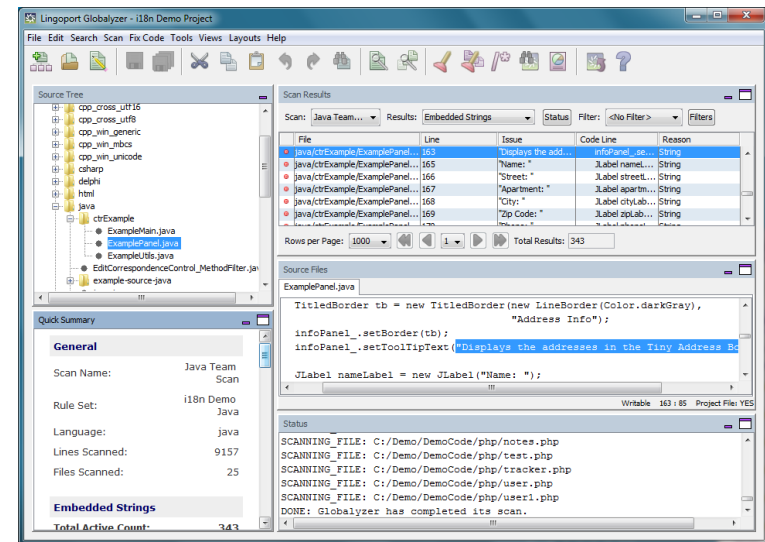 Lingoport Globalyzer - i18n Demo Project
File Edit Search Scan Fix Code Tools Views Layouts Help
Source Tree
cpp_cross_utf16
cpp_cross_utf8
cpp_win_generic
cpp_win_mbcs
cpp_win_unicode
csharp
delphi
html
java
ctrExample
ExampleMain.java
ExamplePanel.java
ExampleUtils.java
EditCorrespondenceControl_MethodFilter.jav
example-source-java
Quick Summary
General
Scan Name: Java Team Scan
Rule Set: i18n Demo Java
Language: java
Lines Scanned: 9157
Files Scanned: 25
Embedded Strings
Total Active Count: 343
Scan Results
Scan: Java Team... Results: Embedded Strings Status Filter: <No Filter> Filters
File Line Issue Code Line Reason
java/ctrExample/ExamplePanel... 163 "Displays the add... infoPanel_.se... String
java/ctrExample/ExamplePanel... 165 "Name: " JLabel nameL... String
java/ctrExample/ExamplePanel... 166 "Street: " JLabel streetL... String
java/ctrExample/ExamplePanel... 167 "Apartment: " JLabel apartm... String
java/ctrExample/ExamplePanel... 168 "City: " JLabel cityLab... String
java/ctrExample/ExamplePanel... 169 "Zip Code: " JLabel zipLab... String
Rows per Page: 1000 1 Total Results: 343
Source Files
ExamplePanel.java
TitledBorder tb = new TitledBorder(new LineBorder(Color.darkGray),
"Address Info");
infoPanel_.setBorder(tb);
infoPanel_.setToolTipText("Displays the addresses in the Tiny Address Bo
JLabel nameLabel = new JLabel("Name: ");
Writable 163 : 85 Project File: YES
Status
SCANNING_FILE: C:/Demo/DemoCode/php/notes.php
SCANNING_FILE: C:/Demo/DemoCode/php/test.php
SCANNING_FILE: C:/Demo/DemoCode/php/tracker.php
SCANNING_FILE: C:/Demo/DemoCode/php/user.php
SCANNING_FILE: C:/Demo/DemoCode/php/user1.php
DONE: Globalyzer has completed its scan.